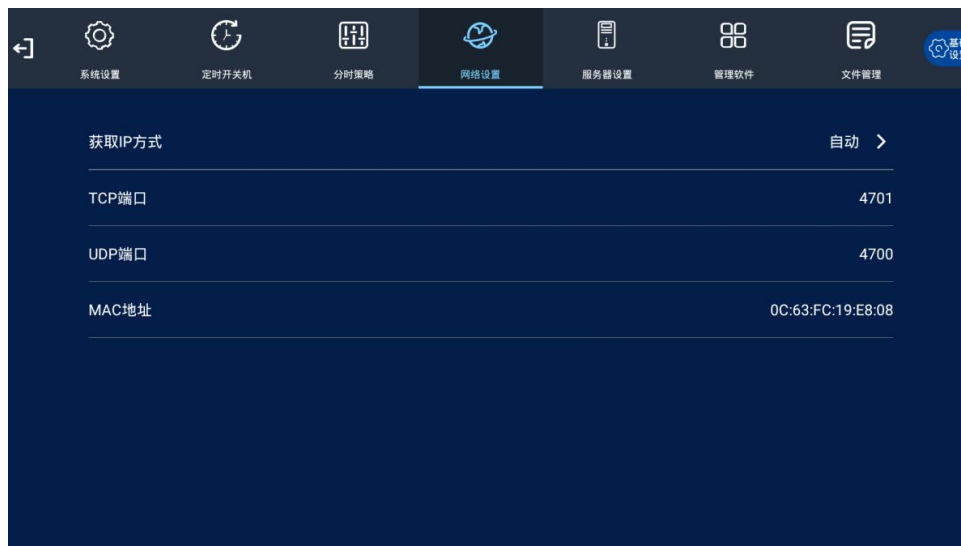 系统设置
定时开关机
分时策略
网络设置
服务器设置
管理软件
文件管理
获取IP方式 自动
TCP端口 4701
UDP端口 4700
MAC地址 0C:63:FC:19:E8:08